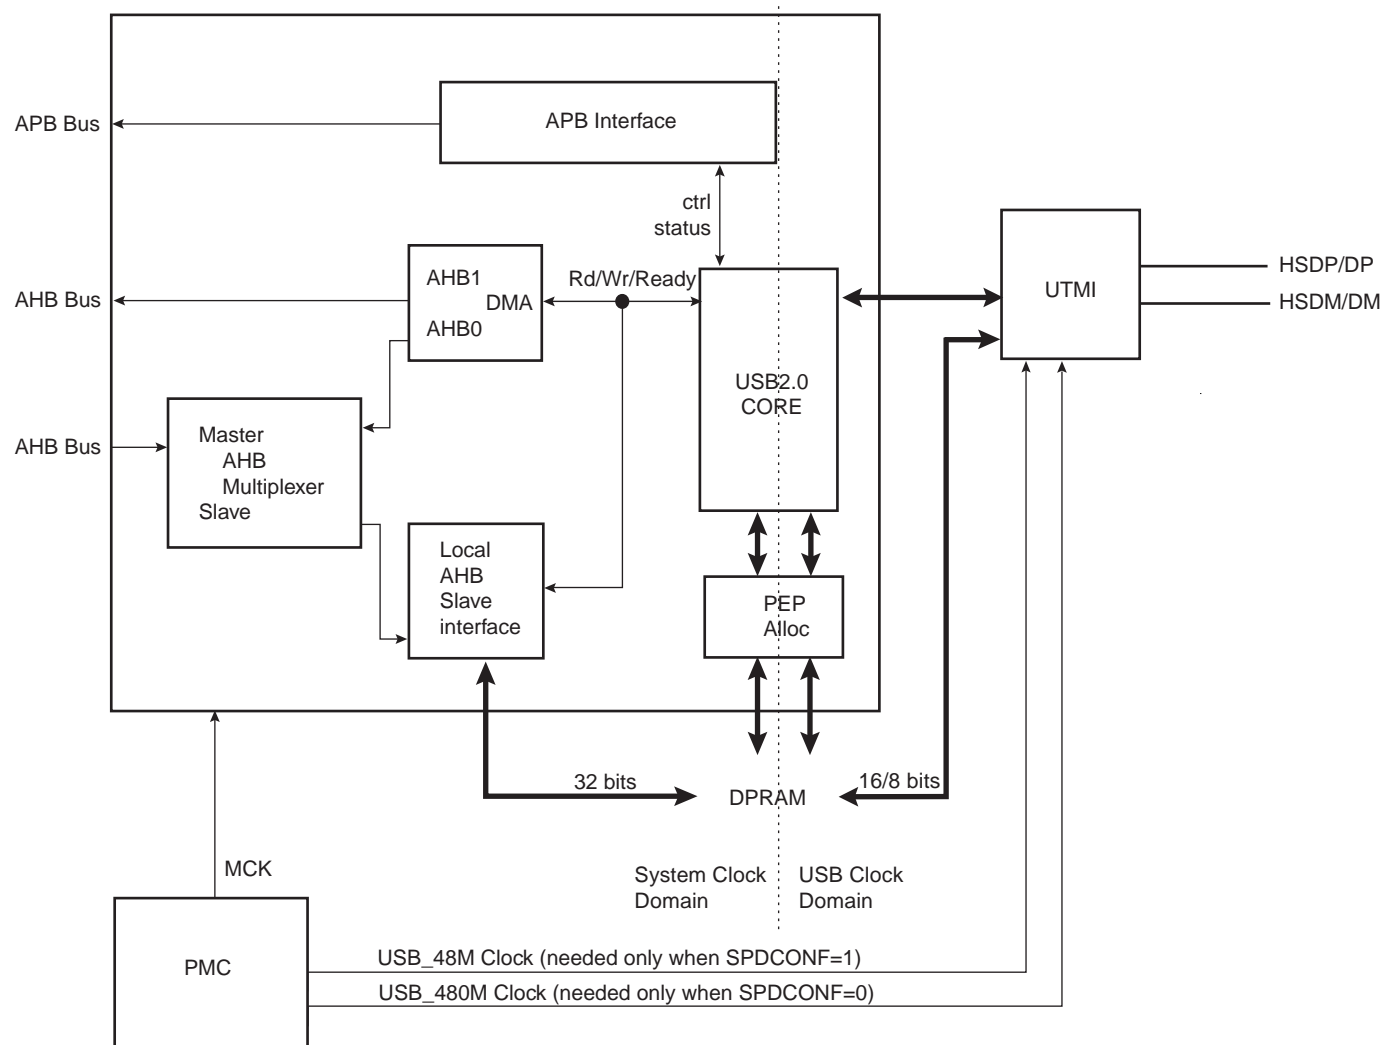 APB Bus
APB Interface
ctrl
status
AHB Bus
AHB1
DMA
AHB0
Rd/Wr/Ready
UTMI
HSDP/DP
HSDM/DM
USB2.0
CORE
AHB Bus
Master
AHB
Multiplexer
Slave
Local
AHB
Slave
interface
PEP
Alloc
32 bits
DPRAM
16/8 bits
MCK
System Clock
Domain
USB Clock
Domain
PMC
USB_48M Clock (needed only when SPDCONF=1)
USB_480M Clock (needed only when SPDCONF=0)